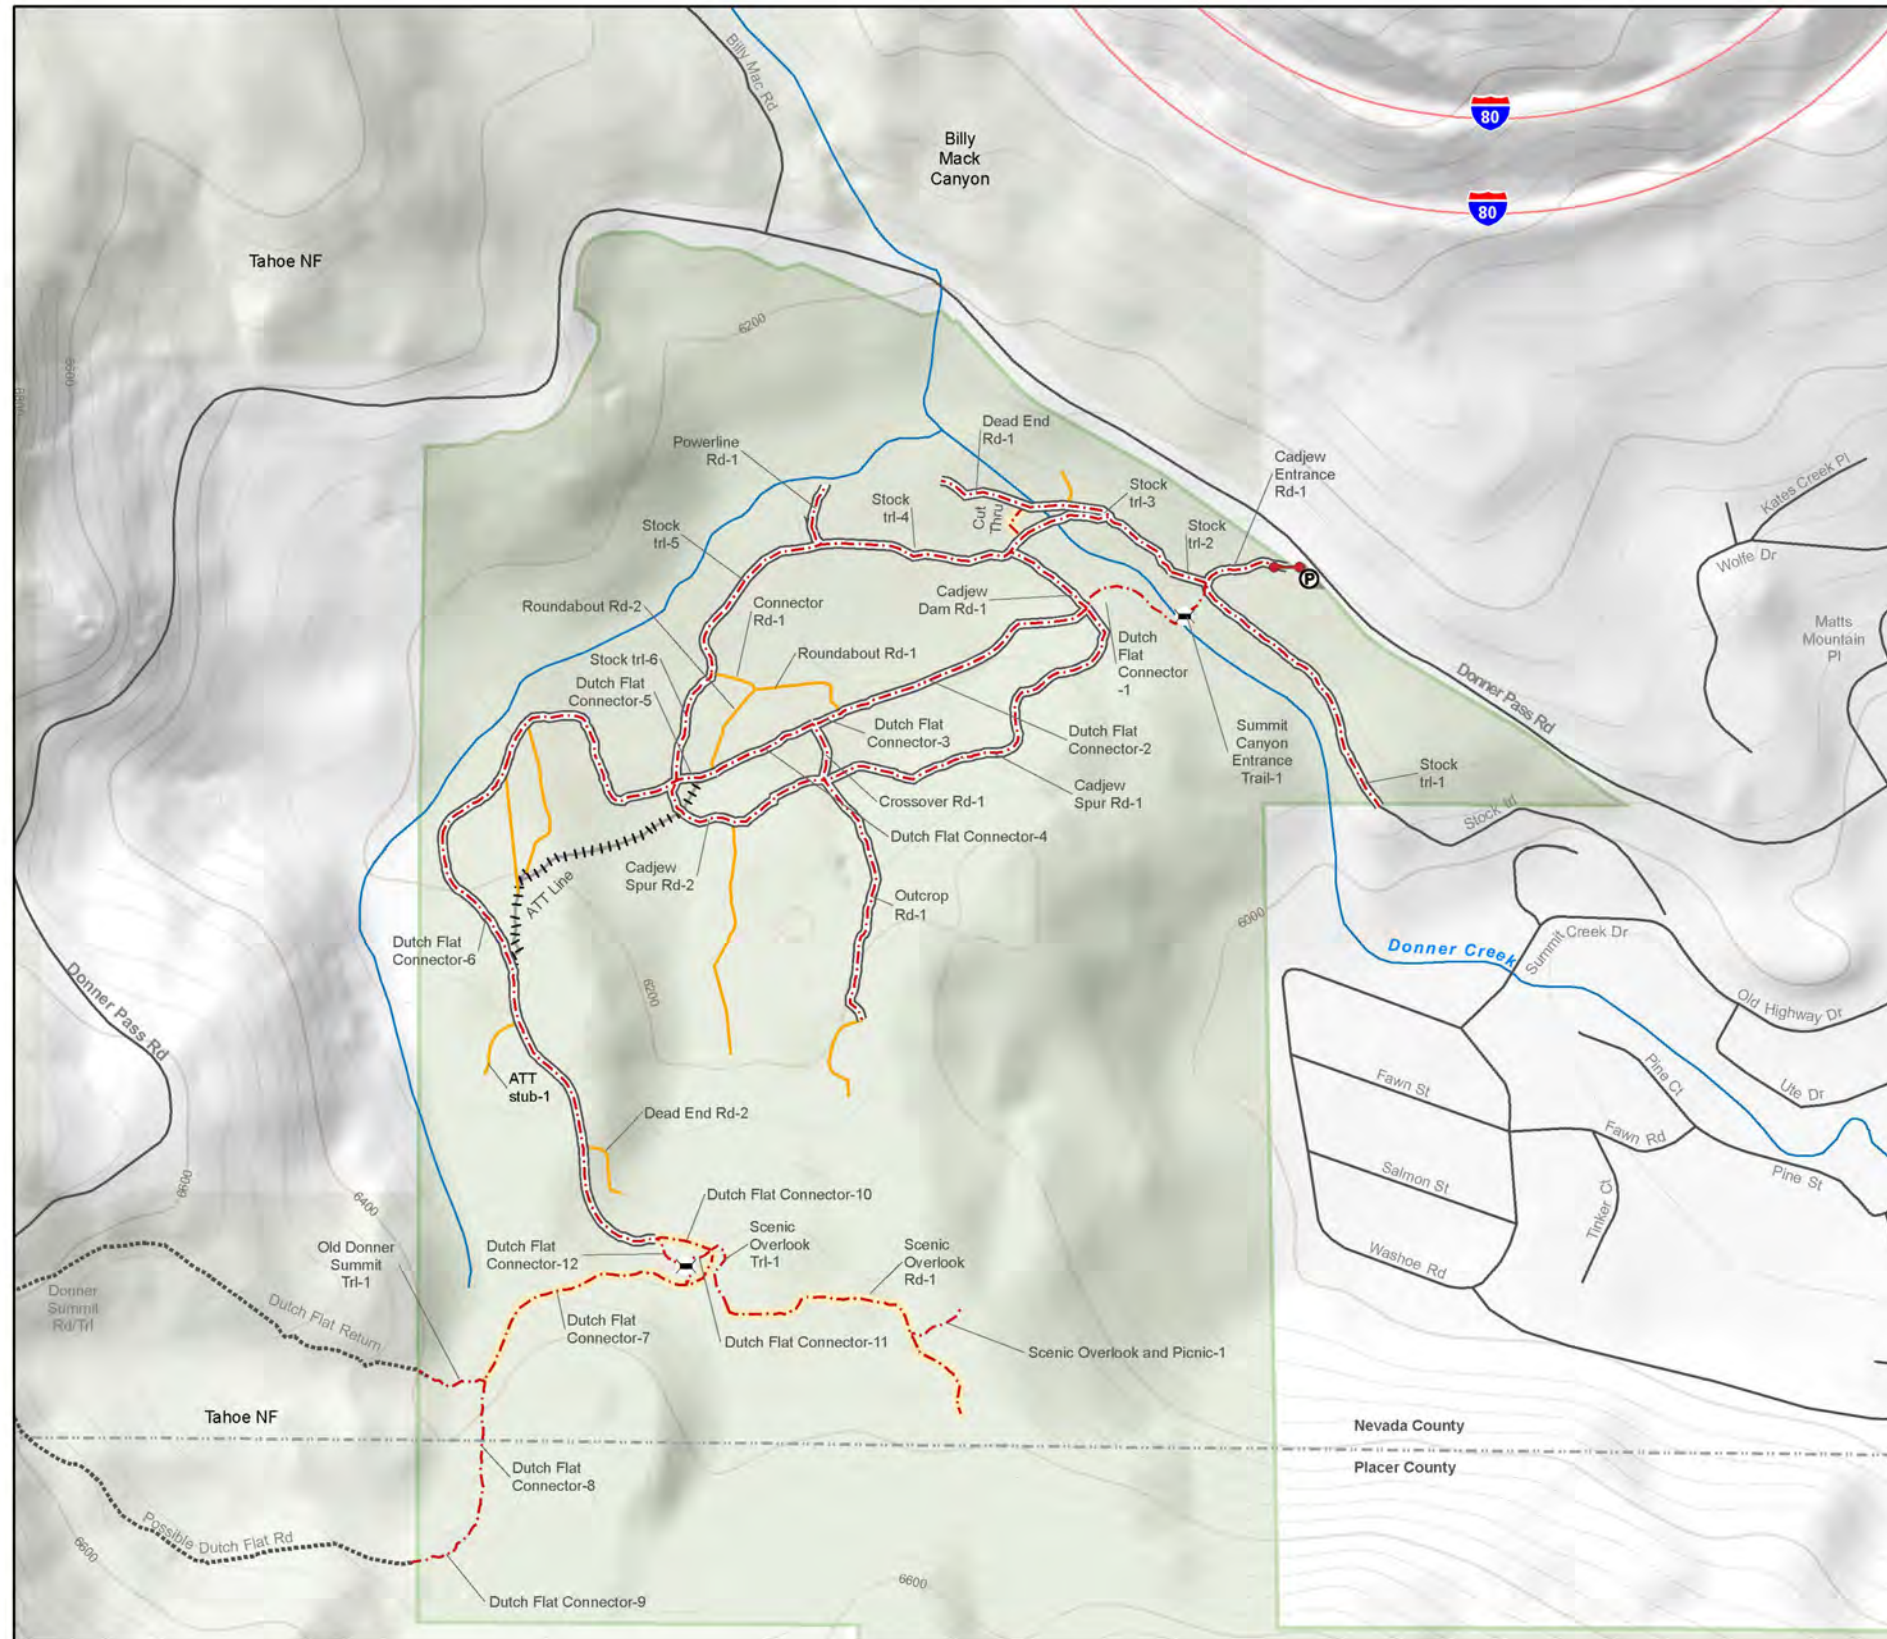 Billy Mac Rd
80
Billy
Mack
Canyon
80
Tahoe NF
6200
6600
Dead End
Rd-1
Powerline
Rd-1
Cadjew
Entrance
Rd-1
Kates Creek Pl
Stock
trl-3
Stock
trl-4
Cut
Thru
Stock
trl-5
Stock
trl-2
P
Wolfe Dr
Cadjew
Dam Rd-1
Roundabout Rd-2
Connector
Rd-1
Matts
Mountain
Pl
Dutch
Flat
Connector
-1
Roundabout Rd-1
Stock trl-6
Dutch Flat
Connector-5
Donner Pass Rd
Dutch Flat
Connector-3
Dutch Flat
Connector-2
Summit
Canyon
Entrance
Trail-1
Stock
trl-1
Cadjew
Spur Rd-1
Crossover Rd-1
Stock trl
Dutch Flat Connector-4
Cadjew
Spur Rd-2
ATT Line
Outcrop
Rd-1
6000
Dutch Flat
Connector-6
Donner Creek
Summit Creek Dr
Donner Pass Rd
6200
Old Highway Dr
ATT
stub-1
Fawn St
Pine Ct
Ute Dr
Dead End Rd-2
Fawn Rd
6600
6400
Salmon St
Pine St
Tinker Ct
Dutch Flat Connector-10
Scenic
Overlook
Trl-1
Old Donner
Summit
Trl-1
Dutch Flat
Connector-12
Scenic
Overlook
Rd-1
Washoe Rd
Donner
Summit
Rd/Trl
Dutch Flat Return
Dutch Flat
Connector-7
Dutch Flat Connector-11
Scenic Overlook and Picnic-1
Tahoe NF
Nevada County
Placer County
Dutch Flat
Connector-8
Possible Dutch Flat Rd
6600
6600
Dutch Flat Connector-9